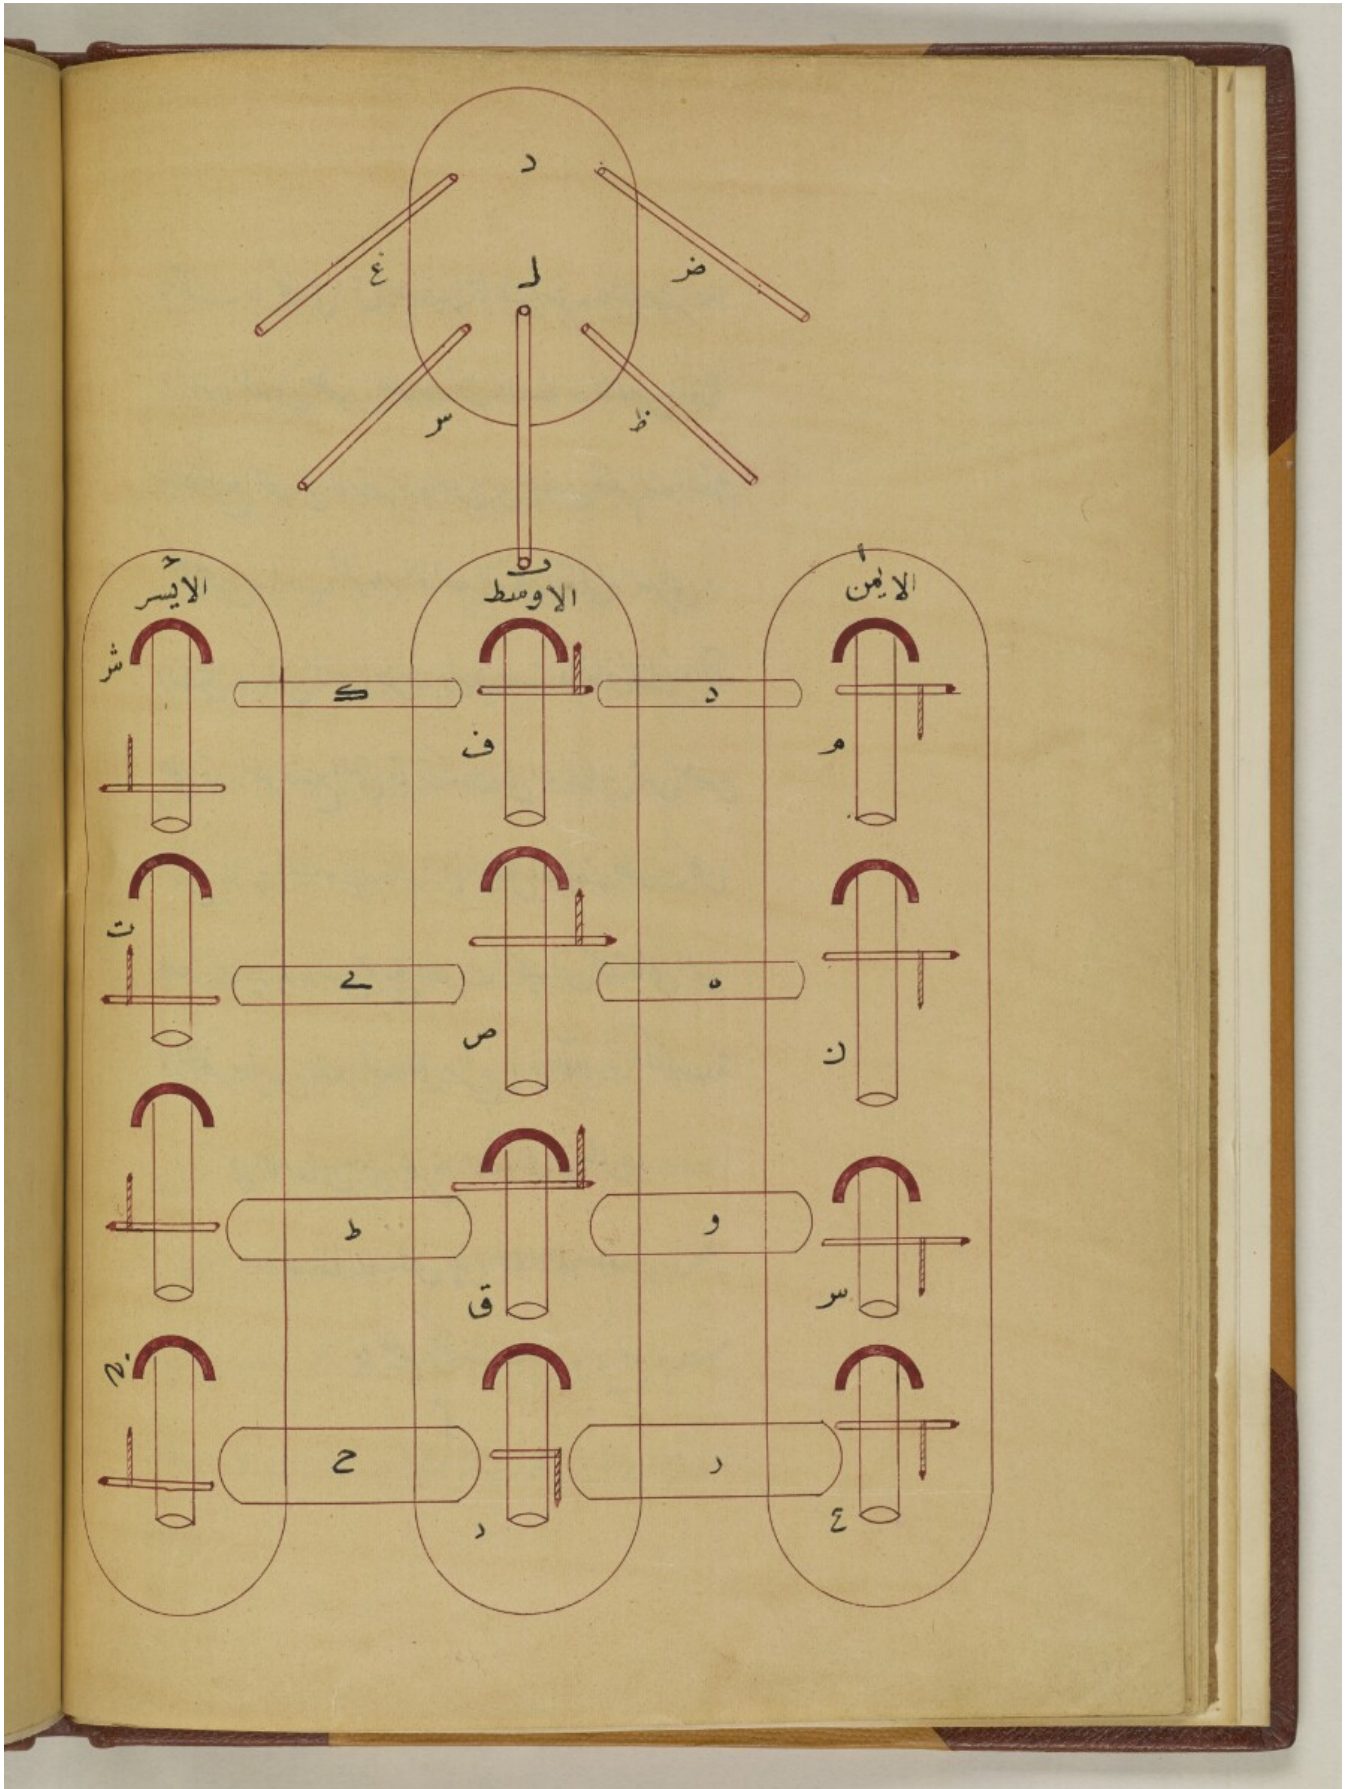 د
ل
ض غ
ظ س
أ ب
الايمن الاوسط الايسر
ش
د ك
م ف
ت
ه ى
ن ص
و ط
س ق
ح
ع